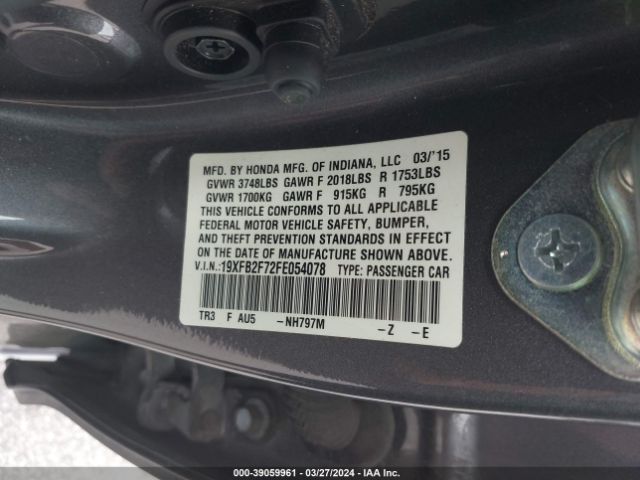 MFD. BY HONDA MFG. OF INDIANA, LLC 03/'15
GVWR 3748LBS GAWR F 2018LBS R 1753LBS
GVWR 1700KG GAWR F 915KG R 795KG
THIS VEHICLE CONFORMS TO ALL APPLICABLE
FEDERAL MOTOR VEHICLE SAFETY, BUMPER,
AND THEFT PREVENTION STANDARDS IN EFFECT
ON THE DATE OF MANUFACTURE SHOWN ABOVE.
V.I.N.:19XFB2F72FE054078 TYPE: PASSENGER CAR
TR3 F AU5 -NH797M -Z -E
000-39059961 - 03/27/2024 - IAA Inc.